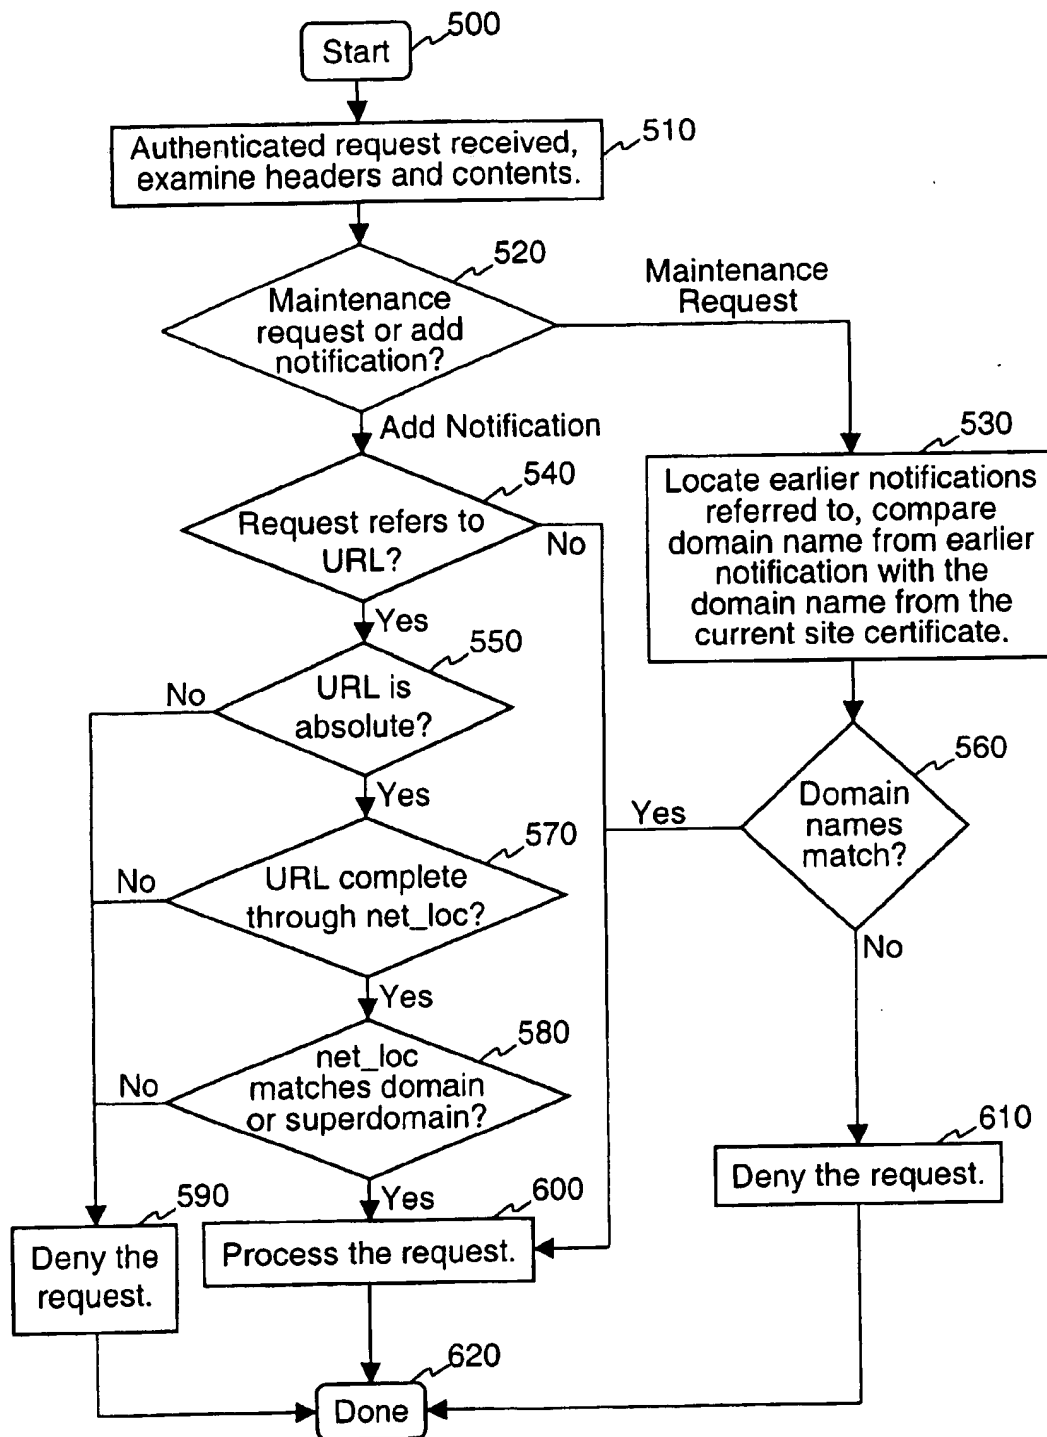 Start
500
Authenticated request received,
examine headers and contents.
510
Maintenance
request or add
notification?
520
Maintenance
Request
Add Notification
530
Locate earlier notifications
referred to, compare
domain name from earlier
notification with the
domain name from the
current site certificate.
Request refers to
URL?
540
No
Yes
URL is
absolute?
550
No
Yes
Domain
names
match?
560
Yes
No
URL complete
through net_loc?
570
No
Yes
net_loc
matches domain
or superdomain?
580
No
Yes
590
Deny the
request.
600
Process the request.
610
Deny the request.
620
Done